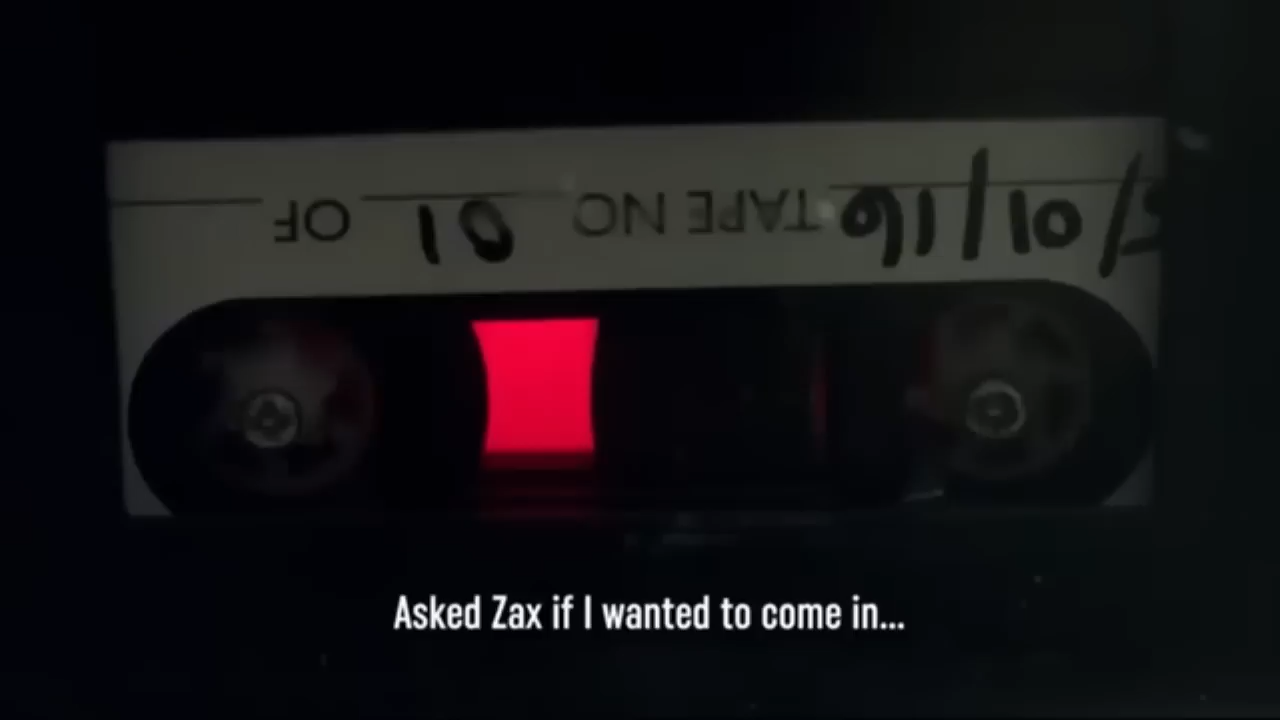 /01/16 TAPE NO 01 OF
Asked Zax if I wanted to come in...